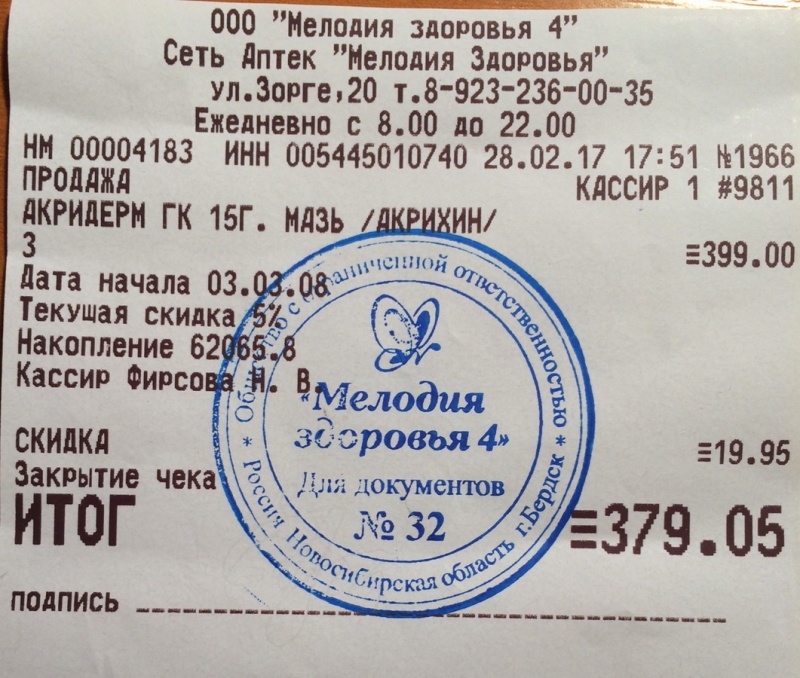 ООО "Мелодия здоровья 4"
Сеть Аптек "Мелодия Здоровья"
ул.Зорге,20 т.8-923-236-00-35
Ежедневно с 8.00 до 22.00
НМ 00004183 ИНН 005445010740 28.02.17 17:51 №1966
ПРОДАЖА КАССИР 1 #9811
АКРИДЕРМ ГК 15Г. МАЗЬ /АКРИХИН/
3 ≡399.00
Дата начала 03.03.08
Текущая скидка 5%
Накопление 62065.8
Кассир Фирсова Н. В.
СКИДКА ≡19.95
Закрытие чека
ИТОГ ≡379.05
ПОДПИСЬ
Общество с ограниченной ответственностью
«Мелодия
здоровья 4»
Для документов
№ 32
* Россия Новосибирская область г.Бердск *